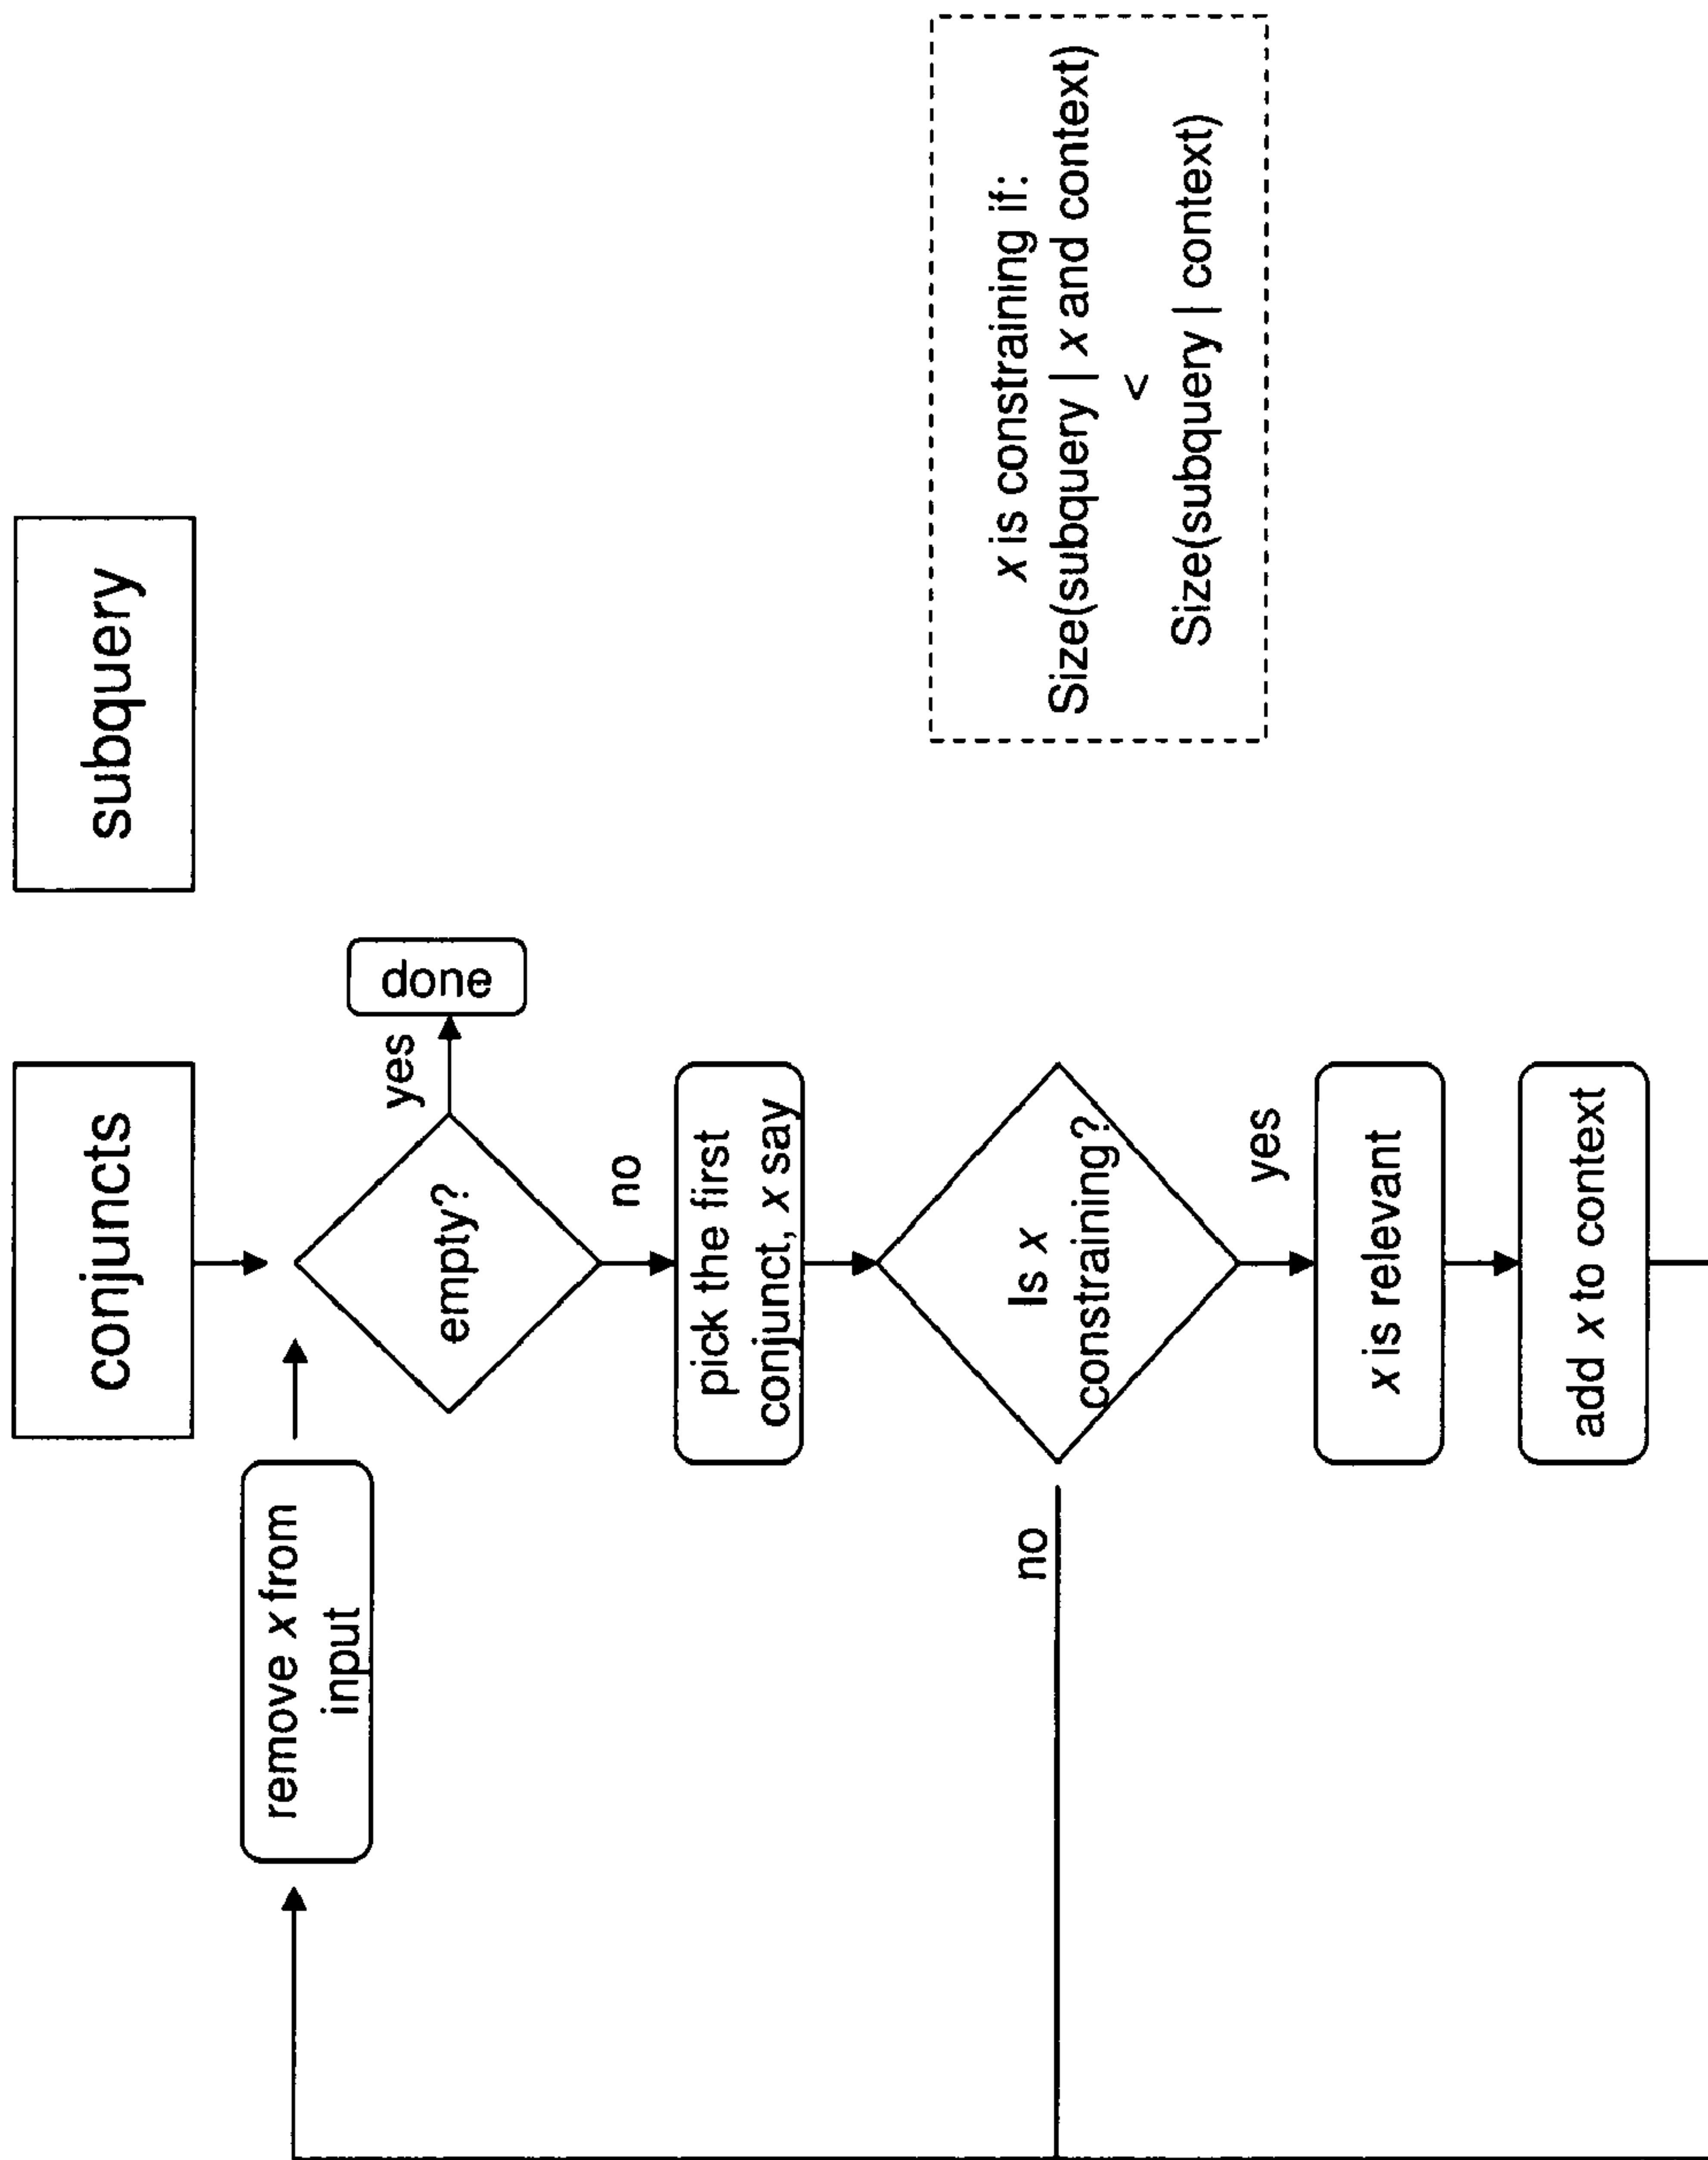 conjuncts
subquery
remove x from
input
empty?
yes
done
no
pick the first
conjunct, x say
Is x
constraining?
no
yes
x is constraining if:
Size(subquery | x and context)
<
Size(subquery | context)
x is relevant
add x to context